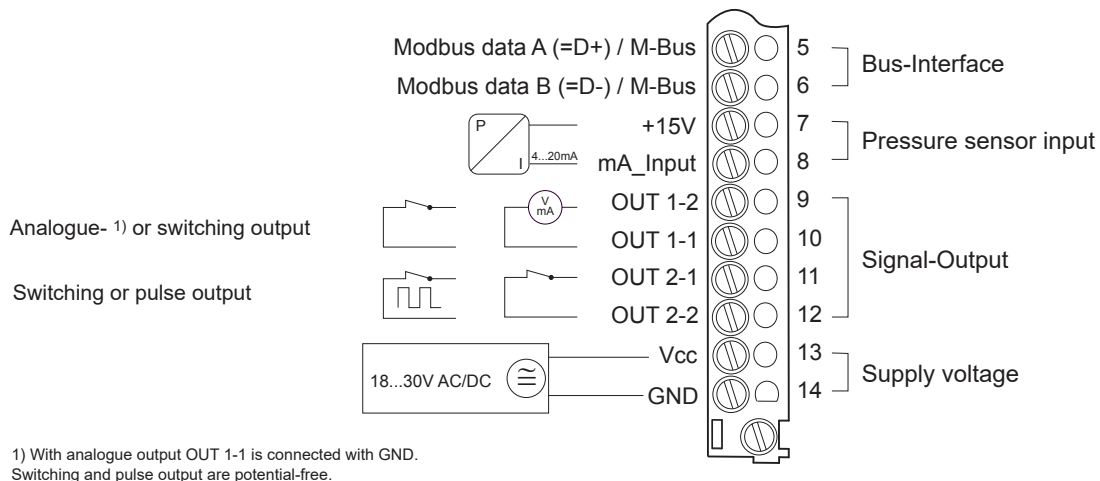 Modbus data A (=D+) / M-Bus 5
Bus-Interface
Modbus data B (=D-) / M-Bus 6
P
I
4...20mA
+15V 7
Pressure sensor input
mA_Input 8
Analogue- 1) or switching output
V
mA
OUT 1-2 9
OUT 1-1 10
Signal-Output
Switching or pulse output
OUT 2-1 11
OUT 2-2 12
18...30V AC/DC
Vcc 13
Supply voltage
GND 14
1) With analogue output OUT 1-1 is connected with GND.
Switching and pulse output are potential-free.